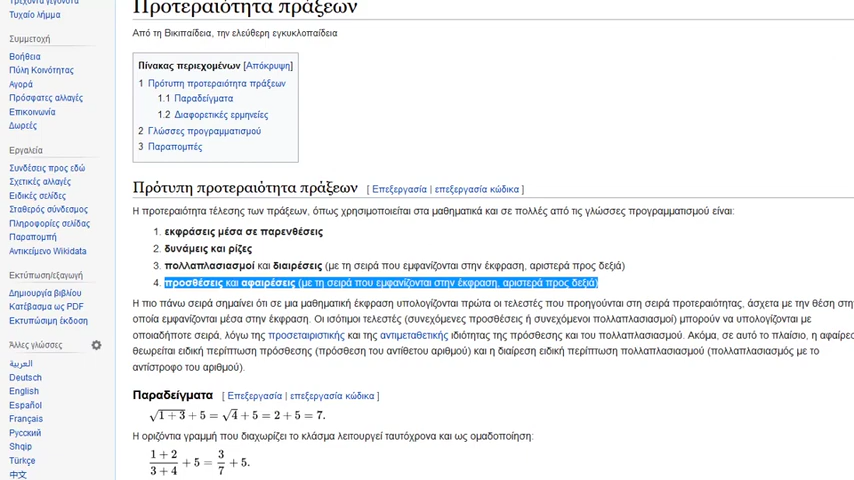 Τρέχοντα γεγονότα
Τυχαίο λήμμα
Συμμετοχή
Βοήθεια
Πύλη Κοινότητας
Αγορά
Πρόσφατες αλλαγές
Επικοινωνία
Δωρεές
Εργαλεία
Συνδέσεις προς εδώ
Σχετικές αλλαγές
Ειδικές σελίδες
Σταθερός σύνδεσμος
Πληροφορίες σελίδας
Παραπομπή
Αντικείμενο Wikidata
Εκτύπωση/εξαγωγή
Δημιουργία βιβλίου
Κατέβασμα ως PDF
Εκτυπώσιμη έκδοση
Άλλες γλώσσες
العربية
Deutsch
English
Español
Français
Русский
Shqip
Türkçe
中文
Προτεραιότητα πράξεων
Από τη Βικιπαίδεια, την ελεύθερη εγκυκλοπαίδεια
Πίνακας περιεχομένων [Απόκρυψη]
1 Πρότυπη προτεραιότητα πράξεων
1.1 Παραδείγματα
1.2 Διαφορετικές ερμηνείες
2 Γλώσσες προγραμματισμού
3 Παραπομπές
Πρότυπη προτεραιότητα πράξεων [ Επεξεργασία | επεξεργασία κώδικα ]
Η προτεραιότητα τέλεσης των πράξεων, όπως χρησιμοποιείται στα μαθηματικά και σε πολλές από τις γλώσσες προγραμματισμού είναι:
1. εκφράσεις μέσα σε παρενθέσεις
2. δυνάμεις και ρίζες
3. πολλαπλασιασμοί και διαιρέσεις (με τη σειρά που εμφανίζονται στην έκφραση, αριστερά προς δεξιά)
4. προσθέσεις και αφαιρέσεις (με τη σειρά που εμφανίζονται στην έκφραση, αριστερά προς δεξιά)
Η πιο πάνω σειρά σημαίνει ότι σε μια μαθηματική έκφραση υπολογίζονται πρώτα οι τελεστές που προηγούνται στη σειρά προτεραιότητας, άσχετα με την θέση στην
οποία εμφανίζονται μέσα στην έκφραση. Οι ισότιμοι τελεστές (συνεχόμενες προσθέσεις ή συνεχόμενοι πολλαπλασιασμοί) μπορούν να υπολογίζονται με
οποιαδήποτε σειρά, λόγω της προσεταιριστικής και της αντιμεταθετικής ιδιότητας της πρόσθεσης και του πολλαπλασιασμού. Ακόμα, σε αυτό το πλαίσιο, η αφαίρεσ
θεωρείται ειδική περίπτωση πρόσθεσης (πρόσθεση του αντίθετου αριθμού) και η διαίρεση ειδική περίπτωση πολλαπλασιασμού (πολλαπλασιασμός με το
αντίστροφο του αριθμού).
Παραδείγματα [ Επεξεργασία | επεξεργασία κώδικα ]
√1 + 3 + 5 = √4 + 5 = 2 + 5 = 7.
Η οριζόντια γραμμή που διαχωρίζει το κλάσμα λειτουργεί ταυτόχρονα και ως ομαδοποίηση:
1 + 2 / 3 + 4 + 5 = 3 / 7 + 5.